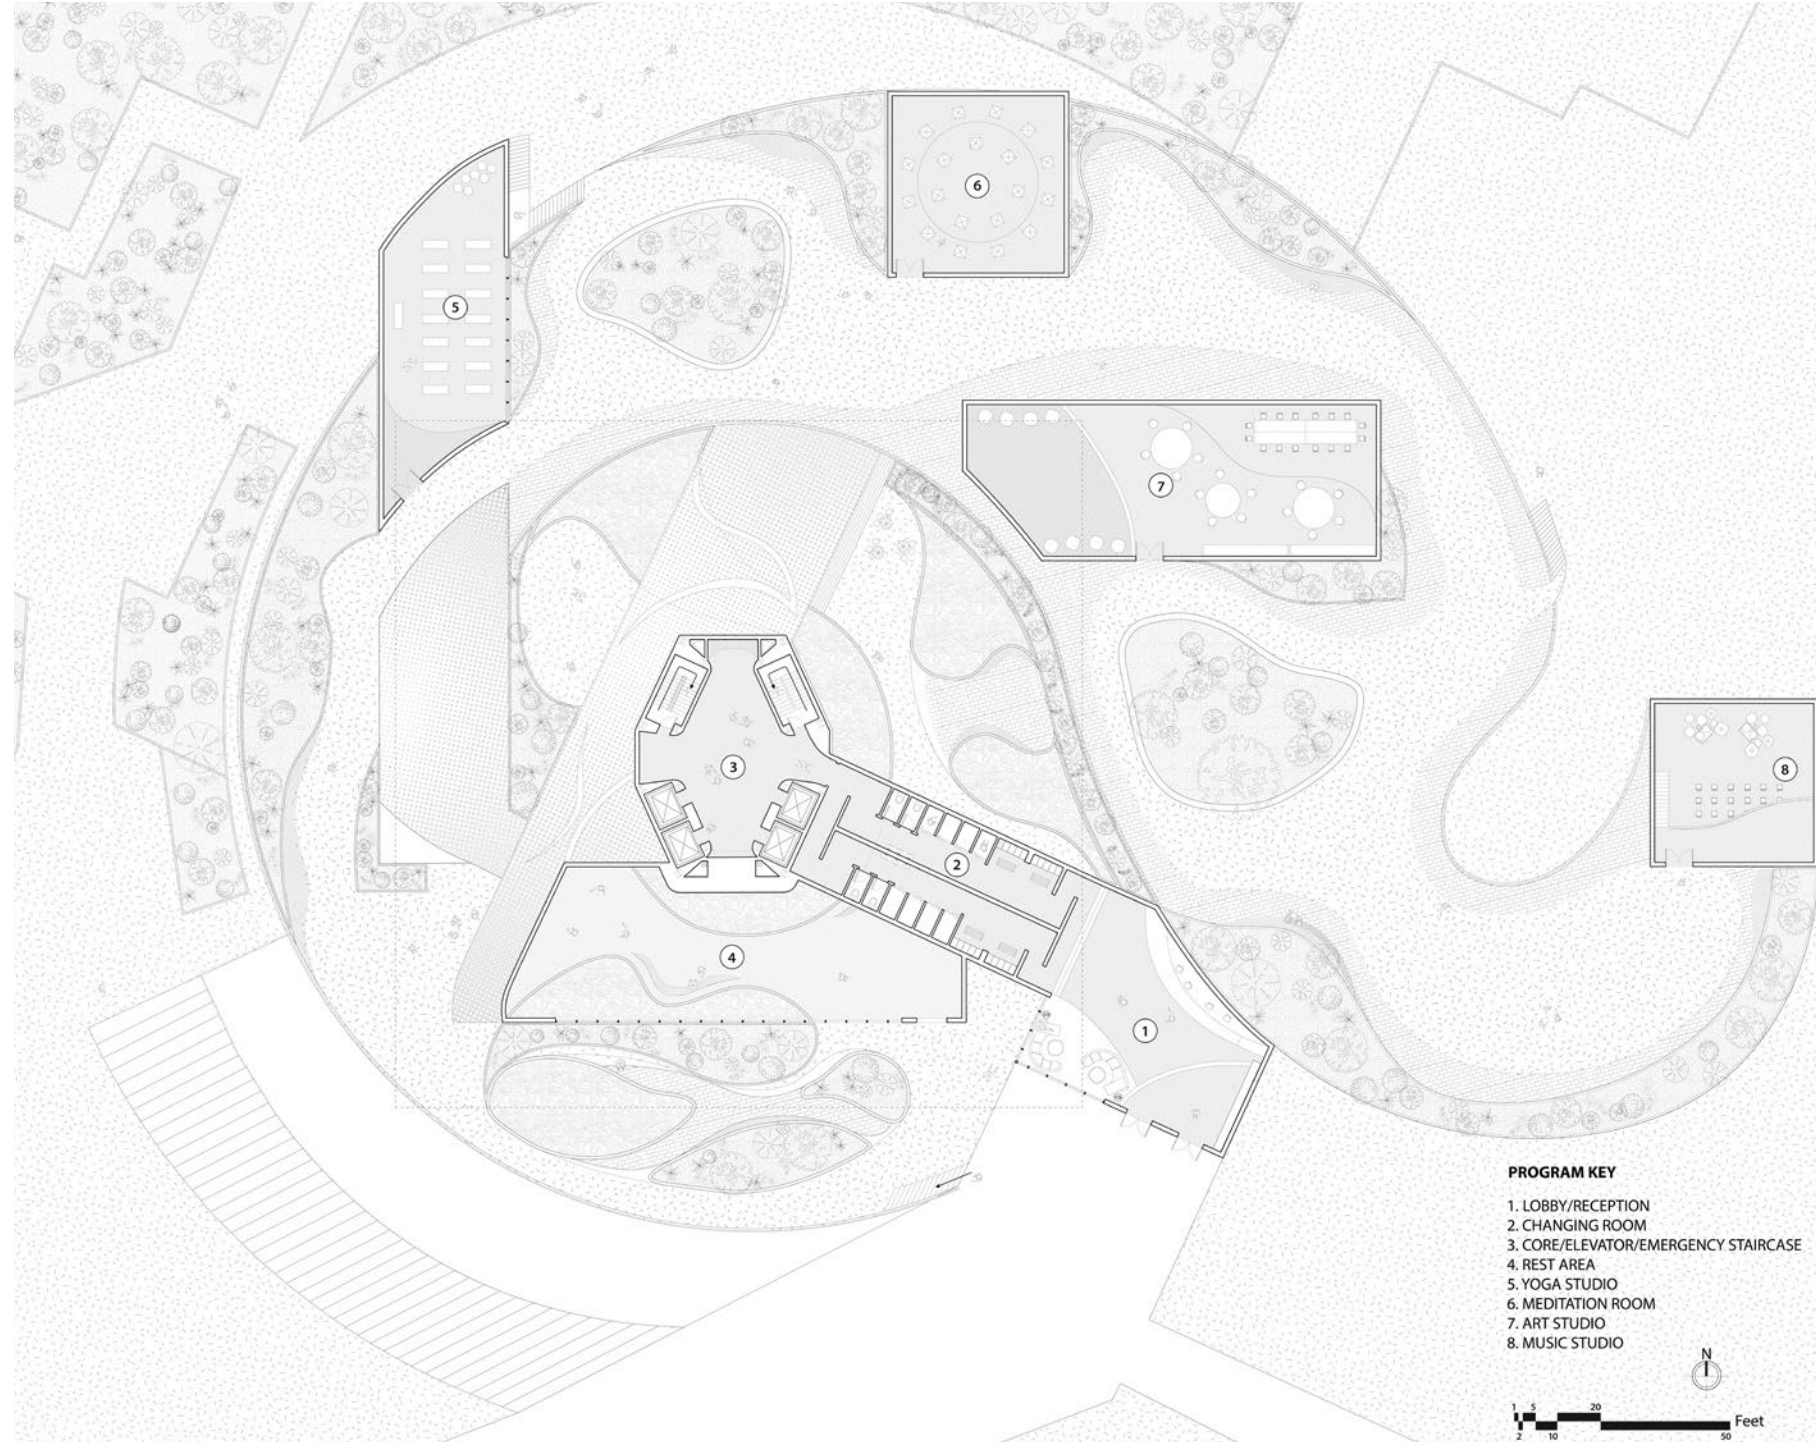 6
5
7
8
3
2
4
1
PROGRAM KEY
1. LOBBY/RECEPTION
2. CHANGING ROOM
3. CORE/ELEVATOR/EMERGENCY STAIRCASE
4. REST AREA
5. YOGA STUDIO
6. MEDITATION ROOM
7. ART STUDIO
8. MUSIC STUDIO
N
1 5 20
Feet
2 10 50